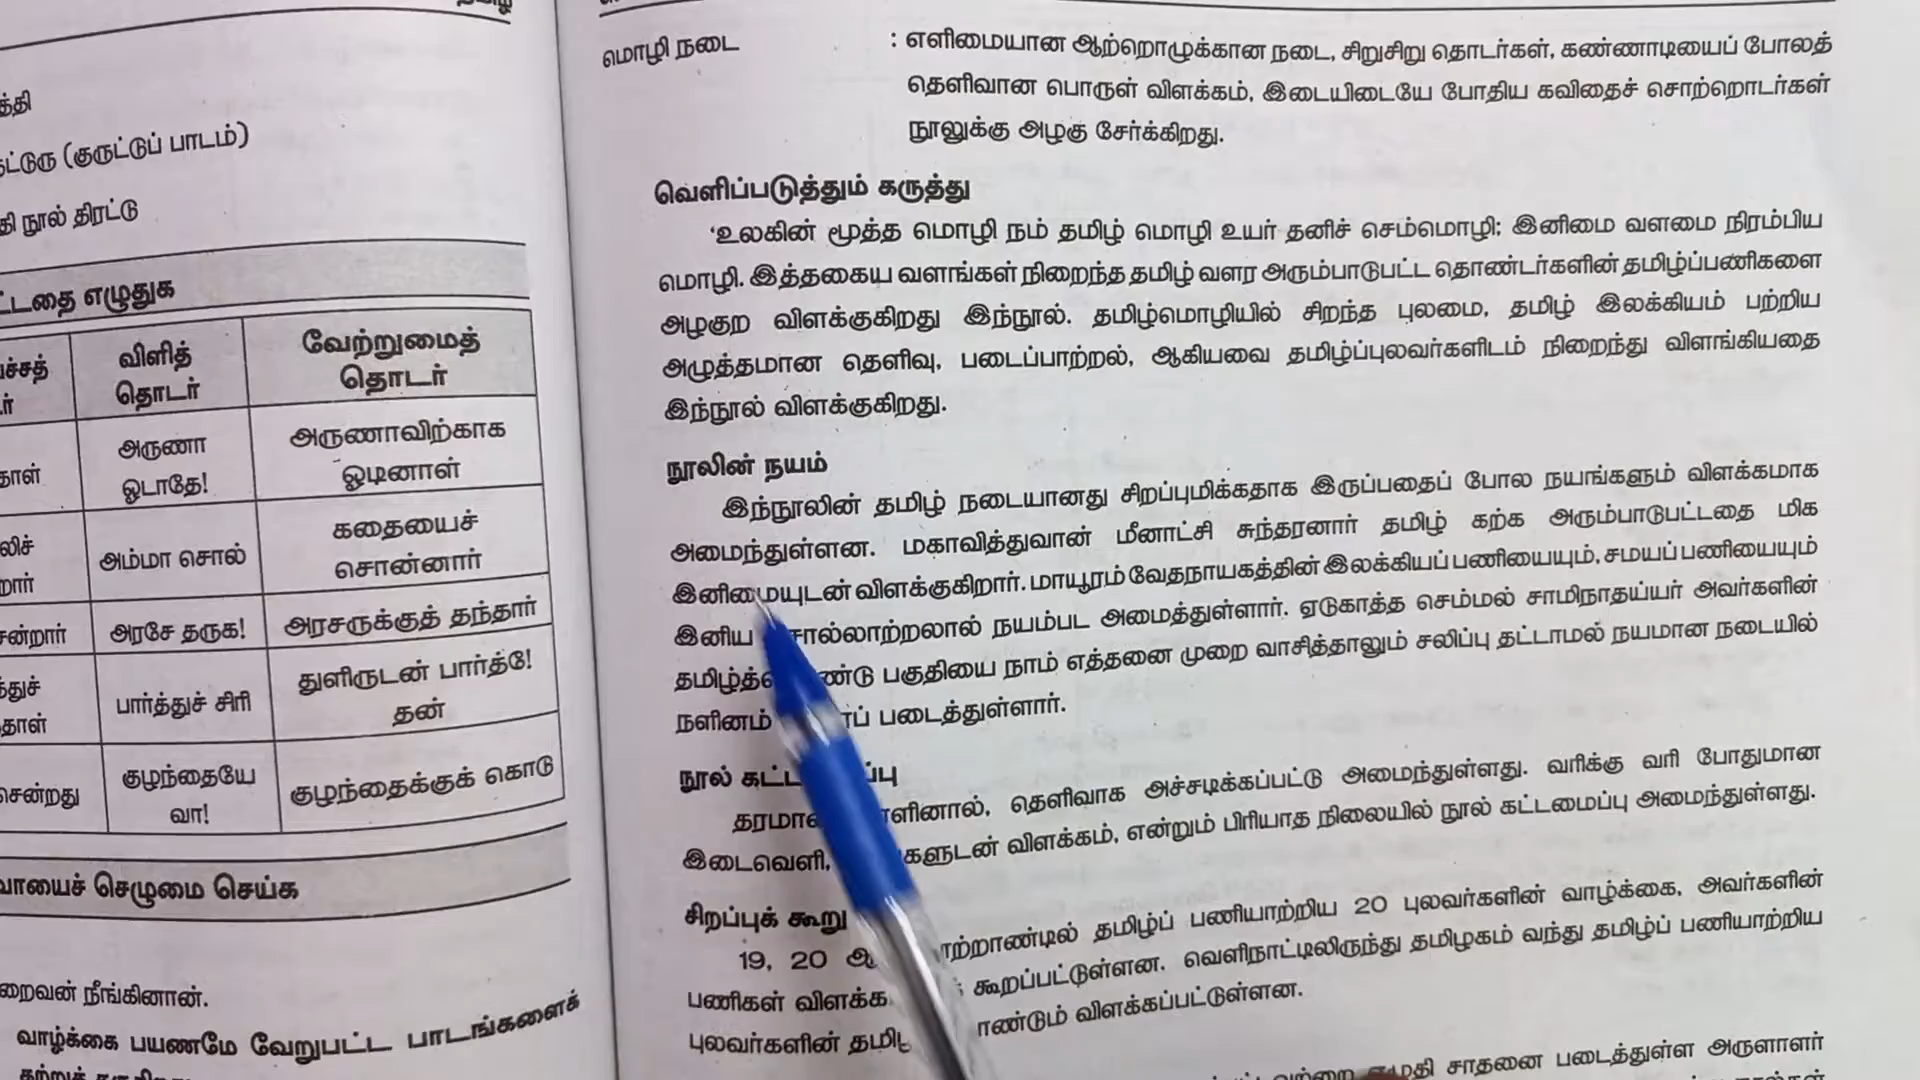 தமிழ்
த்தி
ட்டுரு (குருட்டுப் பாடம்)
தி நூல் திரட்டு
ட்டதை எழுதுக
விளித் தொடர்
வேற்றுமைத் தொடர்
அருணா ஓடாதே!
அருணாவிற்காக ஓடினாள்
அம்மா சொல்
கதையைச் சொன்னார்
சென்றார்
அரசே தருக!
அரசருக்குத் தந்தார்
பார்த்துச் சிரி
துளிருடன் பார்த்தே! தன்
சென்றது
குழந்தையே வா!
குழந்தைக்குக் கொடு
வாயைச் செழுமை செய்க
றைவன் நீங்கினான்.
வாழ்க்கை பயணமே வேறுபட்ட பாடங்களைக்
மொழி நடை : எளிமையான ஆற்றொழுக்கான நடை, சிறுசிறு தொடர்கள், கண்ணாடியைப் போலத்
தெளிவான பொருள் விளக்கம், இடையிடையே போதிய கவிதைச் சொற்றொடர்கள்
நூலுக்கு அழகு சேர்க்கிறது.
வெளிப்படுத்தும் கருத்து
‘உலகின் மூத்த மொழி நம் தமிழ் மொழி உயர் தனிச் செம்மொழி; இனிமை வளமை நிரம்பிய
மொழி. இத்தகைய வளங்கள் நிறைந்த தமிழ் வளர அரும்பாடுபட்ட தொண்டர்களின் தமிழ்ப்பணிகளை
அழகுற விளக்குகிறது இந்நூல். தமிழ்மொழியில் சிறந்த புலமை, தமிழ் இலக்கியம் பற்றிய
அழுத்தமான தெளிவு, படைப்பாற்றல், ஆகியவை தமிழ்ப்புலவர்களிடம் நிறைந்து விளங்கியதை
இந்நூல் விளக்குகிறது.
நூலின் நயம்
இந்நூலின் தமிழ் நடையானது சிறப்புமிக்கதாக இருப்பதைப் போல நயங்களும் விளக்கமாக
அமைந்துள்ளன. மகாவித்துவான் மீனாட்சி சுந்தரனார் தமிழ் கற்க அரும்பாடுபட்டதை மிக
இனிமையுடன் விளக்குகிறார். மாயூரம் வேதநாயகத்தின் இலக்கியப் பணியையும், சமயப் பணியையும்
இனிய சொல்லாற்றலால் நயம்பட அமைத்துள்ளார். ஏடுகாத்த செம்மல் சாமிநாதய்யர் அவர்களின்
பகுதியை நாம் எத்தனை முறை வாசித்தாலும் சலிப்பு தட்டாமல் நயமான நடையில்
நளினம் படைத்துள்ளார்.
நூல்
தெளிவாக அச்சடிக்கப்பட்டு அமைந்துள்ளது. வரிக்கு வரி போதுமான
இடைவெளி, விளக்கம், என்றும் பிரியாத நிலையில் நூல் கட்டமைப்பு அமைந்துள்ளது.
சிறப்புக் கூறு
19, 20 தமிழ்ப் பணியாற்றிய 20 புலவர்களின் வாழ்க்கை, அவர்களின்
பணிகள் கூறப்பட்டுள்ளன. வெளிநாட்டிலிருந்து தமிழகம் வந்து தமிழ்ப் பணியாற்றிய
புலவர்களின் விளக்கப்பட்டுள்ளன.
சாதனை படைத்துள்ள அருளாளர்